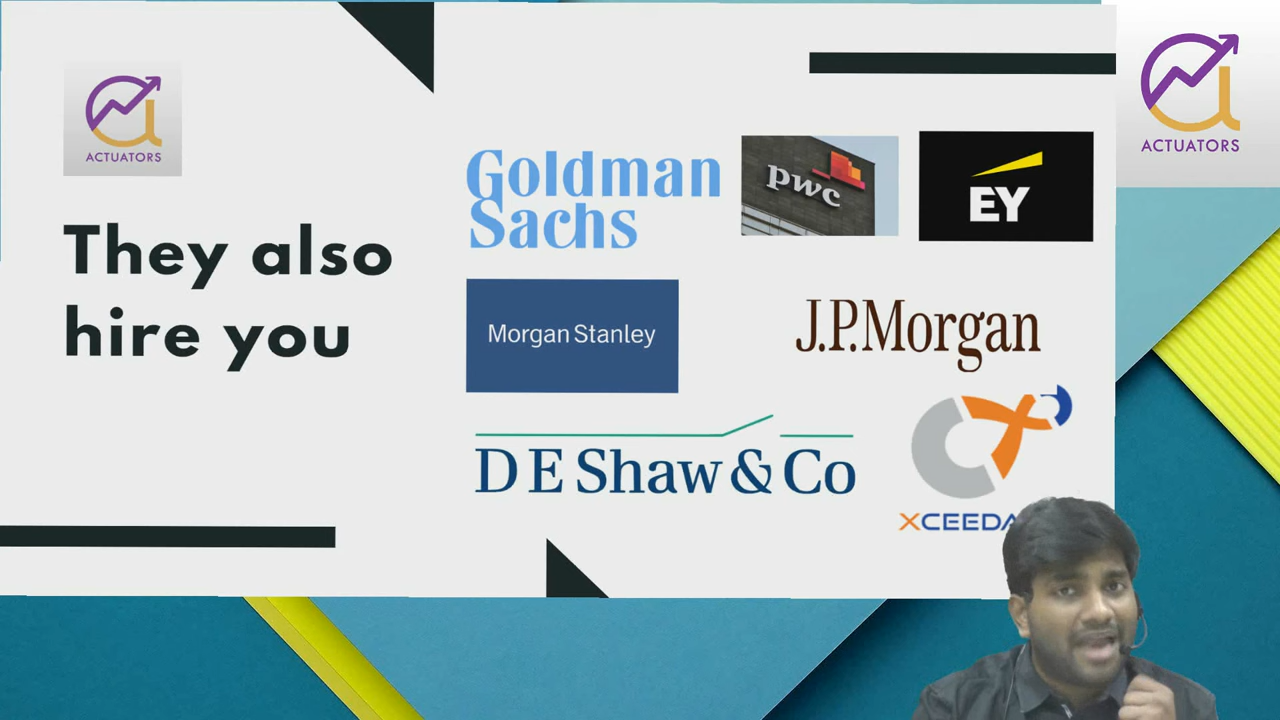 ACTUATORS
ACTUATORS
They also
hire you
Goldman
Sachs
pwc
EY
Morgan Stanley
J.P.Morgan
D E Shaw & Co